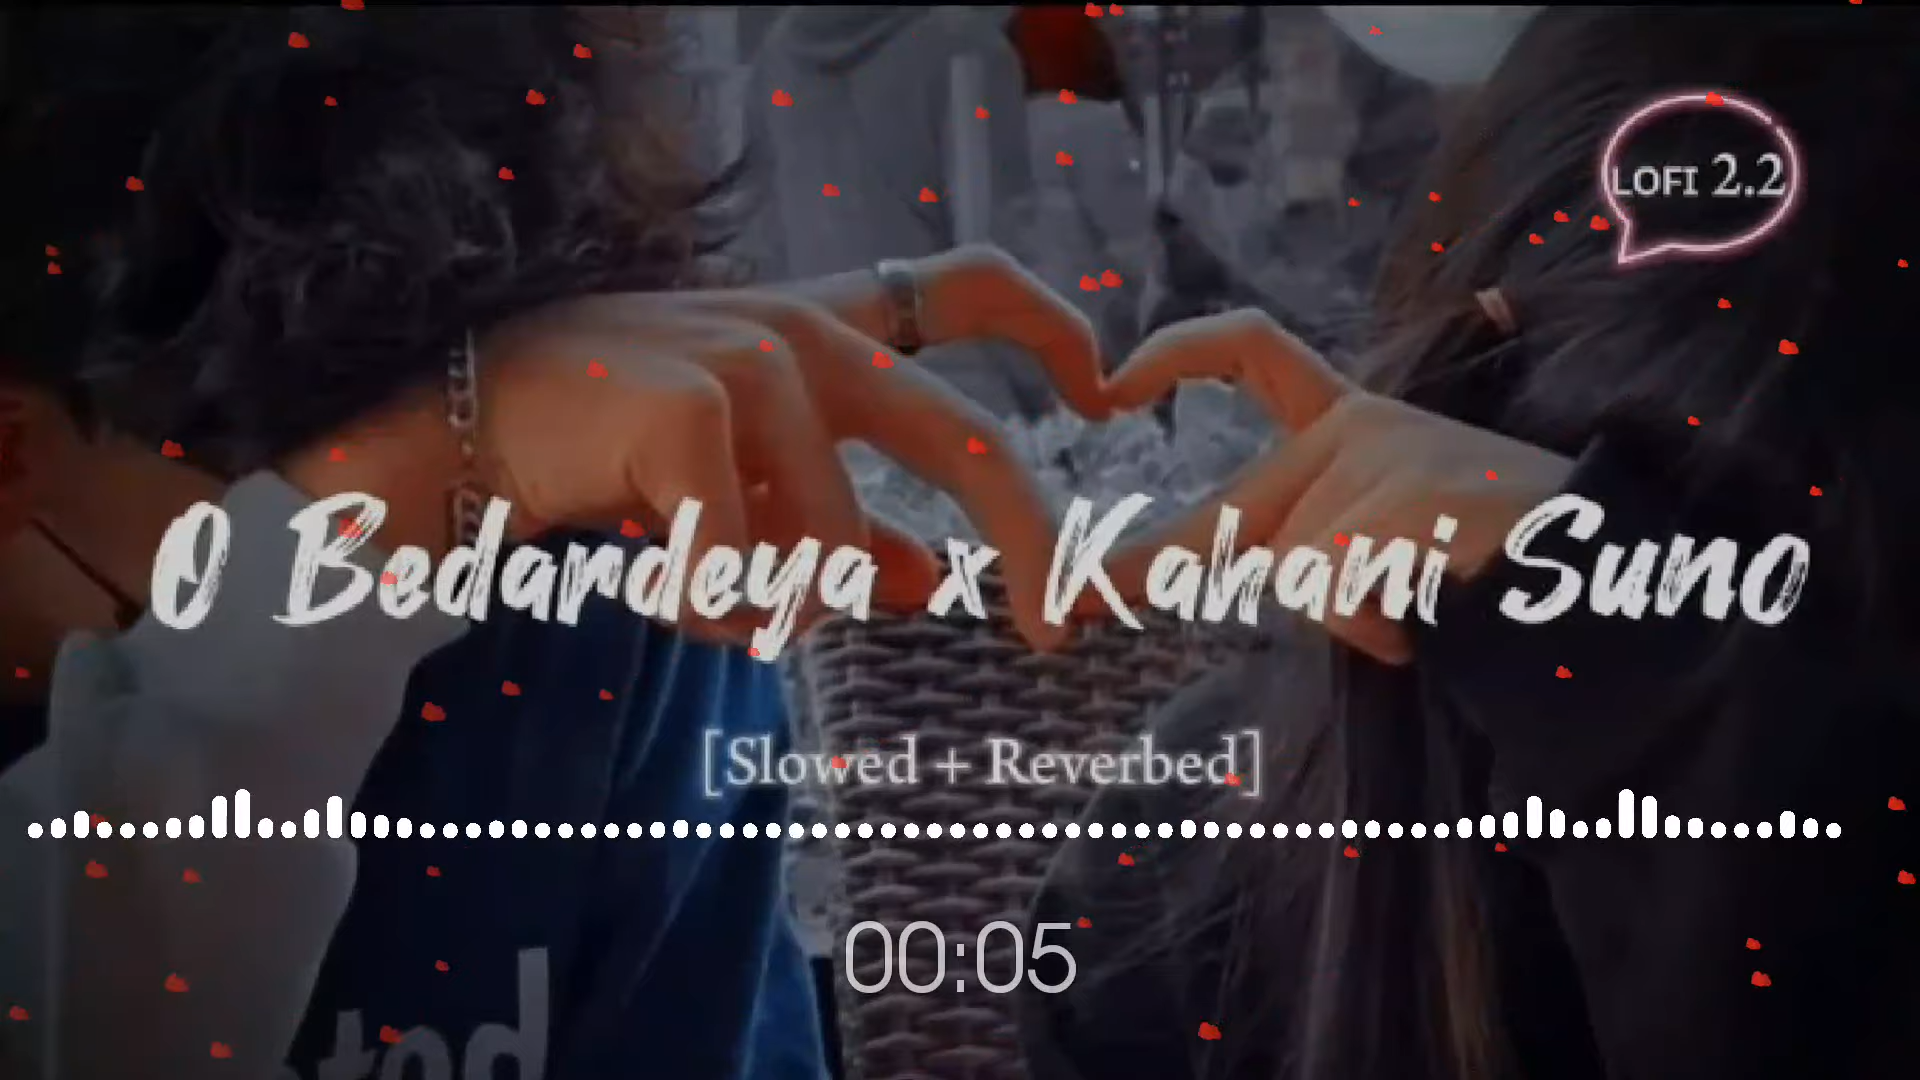 LOFI 2.2
O Bedardeya x Kahani Suno
[Slowed + Reverbed]
00:05